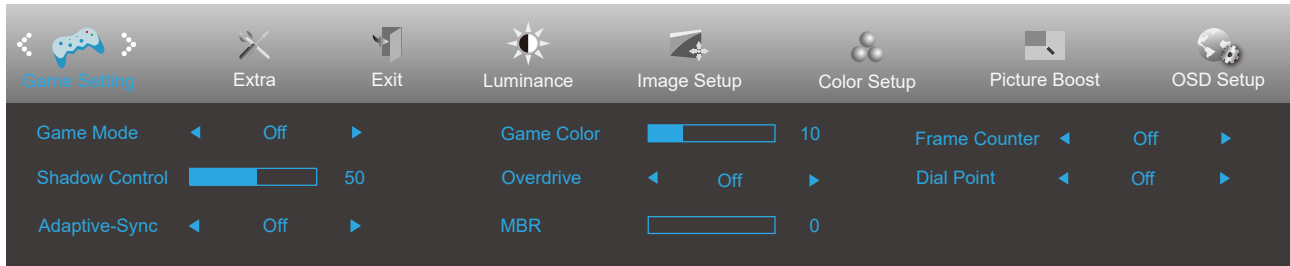 Game Setting Extra Exit Luminance Image Setup Color Setup Picture Boost OSD Setup
Game Mode Off Game Color 10 Frame Counter Off
Shadow Control 50 Overdrive Off Dial Point Off
Adaptive-Sync Off MBR 0